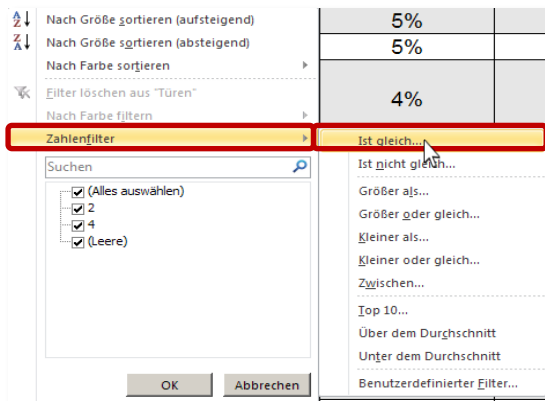 Nach Größe sortieren (aufsteigend)
Nach Größe sortieren (absteigend)
Nach Farbe sortieren
Filter löschen aus "Türen"
Nach Farbe filtern
Zahlenfilter
Suchen
(Alles auswählen)
2
4
(Leere)
OK Abbrechen
5%
5%
4%
Ist gleich...
Ist nicht gleich...
Größer als...
Größer oder gleich...
Kleiner als...
Kleiner oder gleich...
Zwischen...
Top 10...
Über dem Durchschnitt
Unter dem Durchschnitt
Benutzerdefinierter Filter...